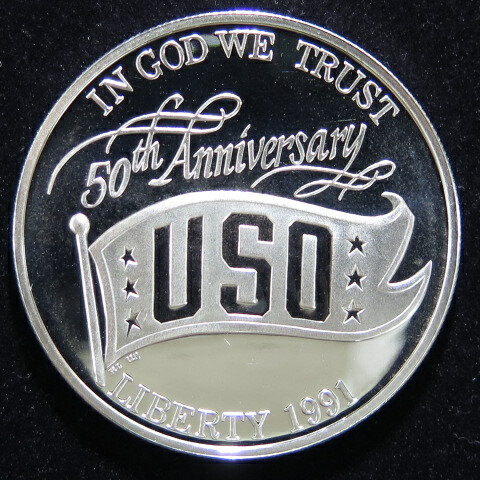 IN GOD WE TRUST
50th Anniversary
USO
LIBERTY 1991